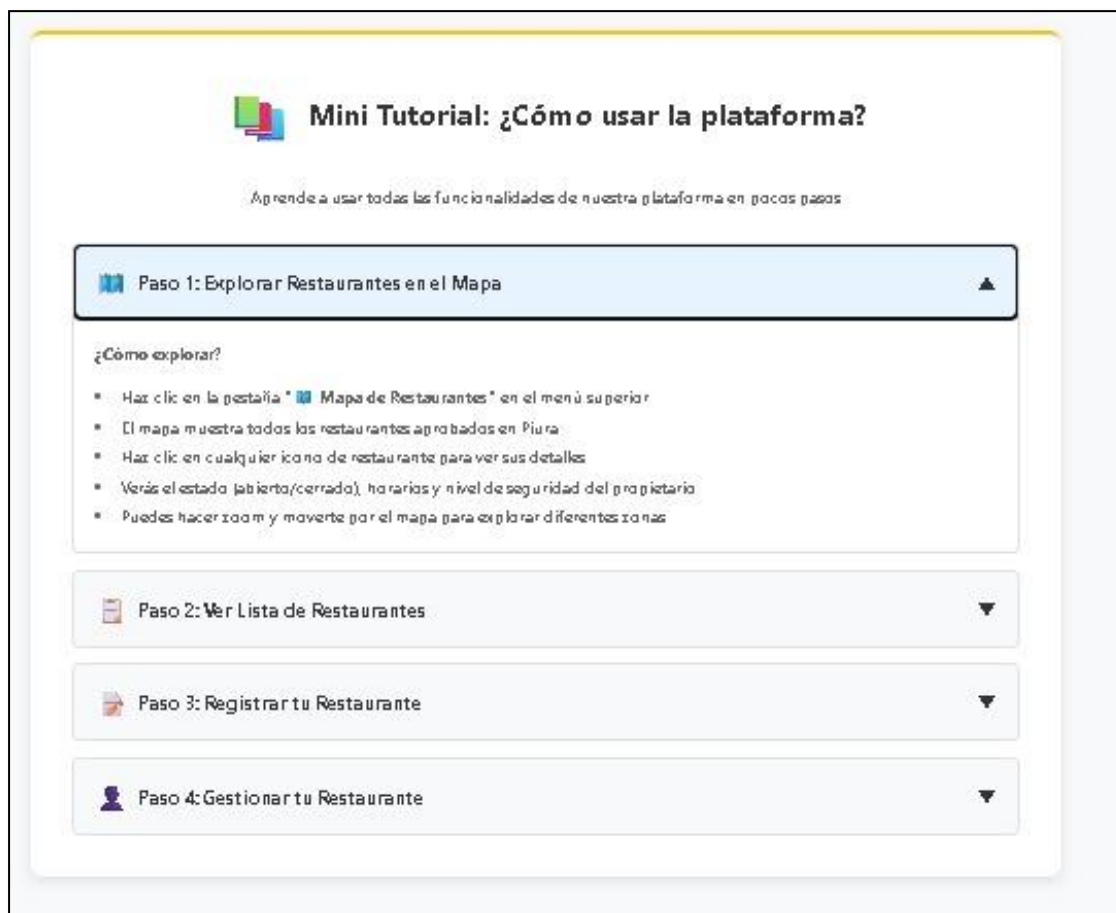 Mini Tutorial: ¿Cómo usar la plataforma?
Aprende a usar todas las funcionalidades de nuestra plataforma en pocos pasos
Paso 1: Explorar Restaurantes en el Mapa
¿Cómo explorar?
Haz clic en la pestaña " Mapa de Restaurantes" en el menú superior
El mapa muestra todos los restaurantes aprobados en Piura
Haz clic en cualquier icono de restaurante para ver sus detalles
Verás el estado (abierto/cerrado), horarios y nivel de seguridad del propietario
Puedes hacer zoom y moverte por el mapa para explorar diferentes zonas
Paso 2: Ver Lista de Restaurantes
Paso 3: Registrar tu Restaurante
Paso 4: Gestionar tu Restaurante